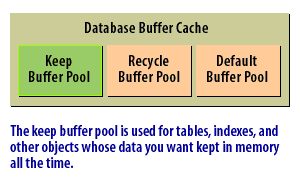 Database Buffer Cache
Keep
Buffer Pool
Recycle
Buffer Pool
Default
Buffer Pool
The keep buffer pool is used for tables, indexes, and
other objects whose data you want kept in memory
all the time.